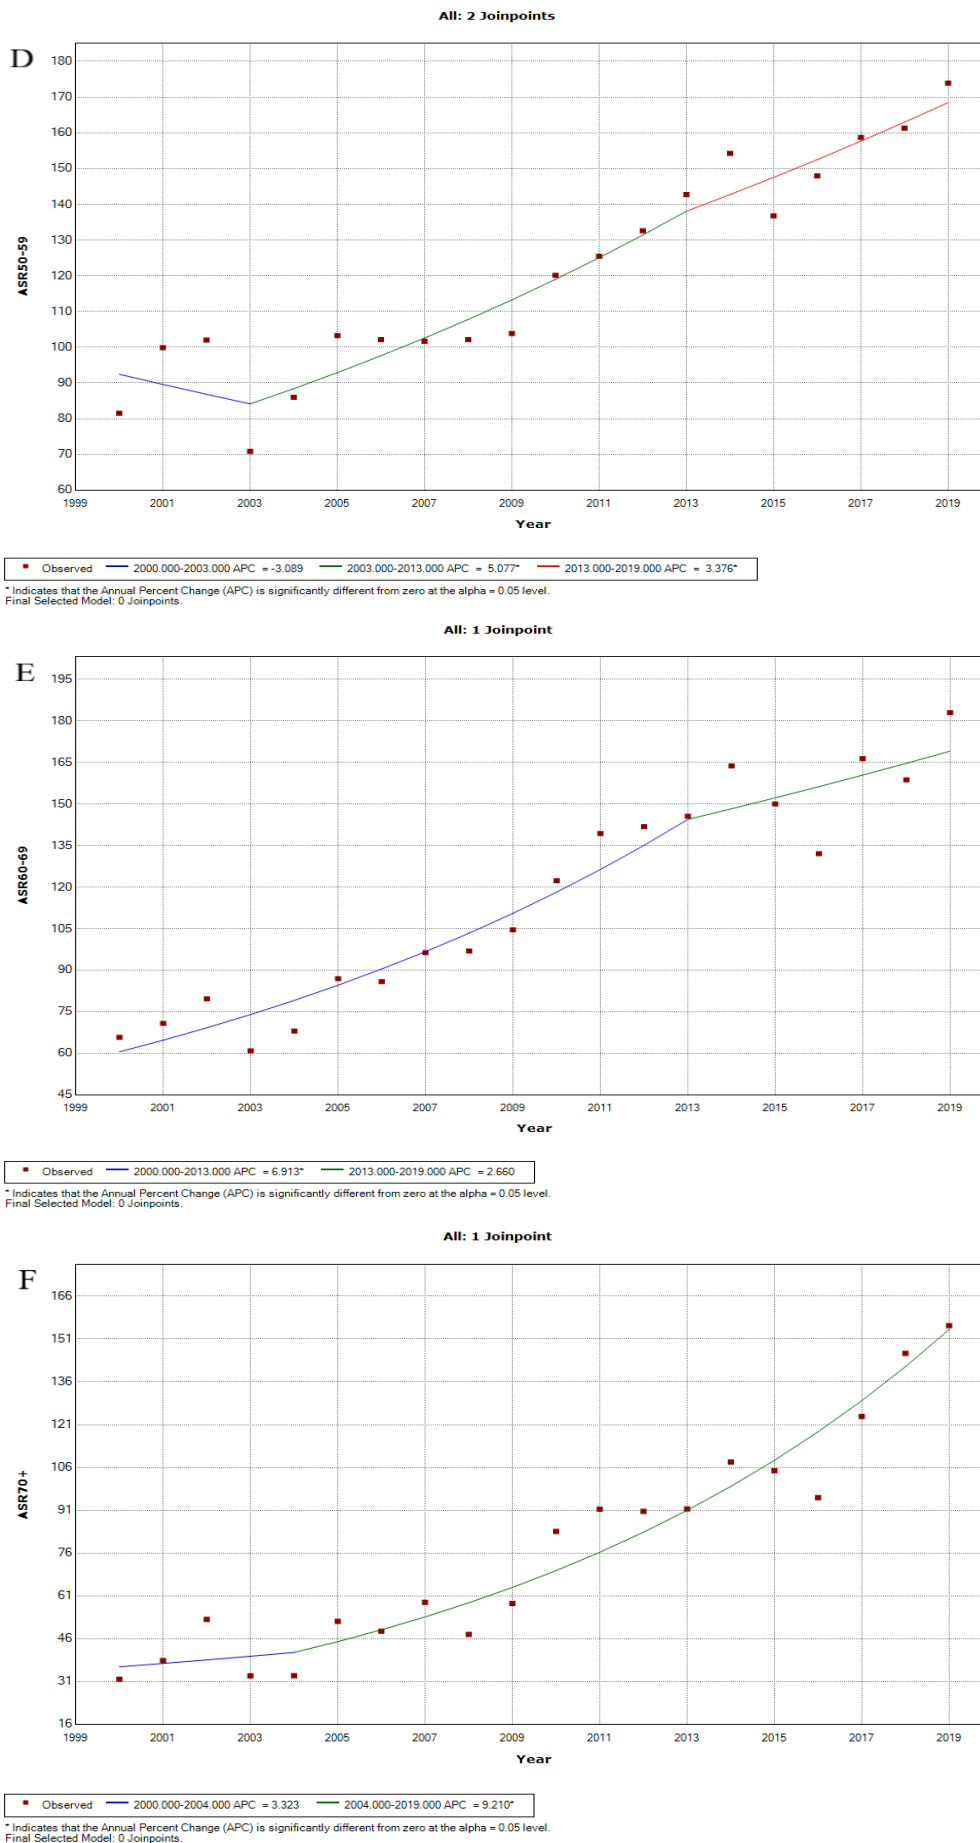 All: 2 Joinpoints
D
180
170
160
150
140
130
120
110
100
90
80
70
60
ASR50-59
1999 2001 2003 2005 2007 2009 2011 2013 2015 2017 2019
Year
Observed 2000.000-2003.000 APC = -3.089 2003.000-2013.000 APC = 5.077* 2013.000-2019.000 APC = 3.376*
* Indicates that the Annual Percent Change (APC) is significantly different from zero at the alpha = 0.05 level.
Final Selected Model: 0 Joinpoints.
All: 1 Joinpoint
E
195
180
165
150
135
120
105
90
75
60
45
ASR60-69
1999 2001 2003 2005 2007 2009 2011 2013 2015 2017 2019
Year
Observed 2000.000-2013.000 APC = 6.913* 2013.000-2019.000 APC = 2.660
* Indicates that the Annual Percent Change (APC) is significantly different from zero at the alpha = 0.05 level.
Final Selected Model: 0 Joinpoints.
All: 1 Joinpoint
F
166
151
136
121
106
91
76
61
46
31
16
ASR70+
1999 2001 2003 2005 2007 2009 2011 2013 2015 2017 2019
Year
Observed 2000.000-2004.000 APC = 3.323 2004.000-2019.000 APC = 9.210*
* Indicates that the Annual Percent Change (APC) is significantly different from zero at the alpha = 0.05 level.
Final Selected Model: 0 Joinpoints.